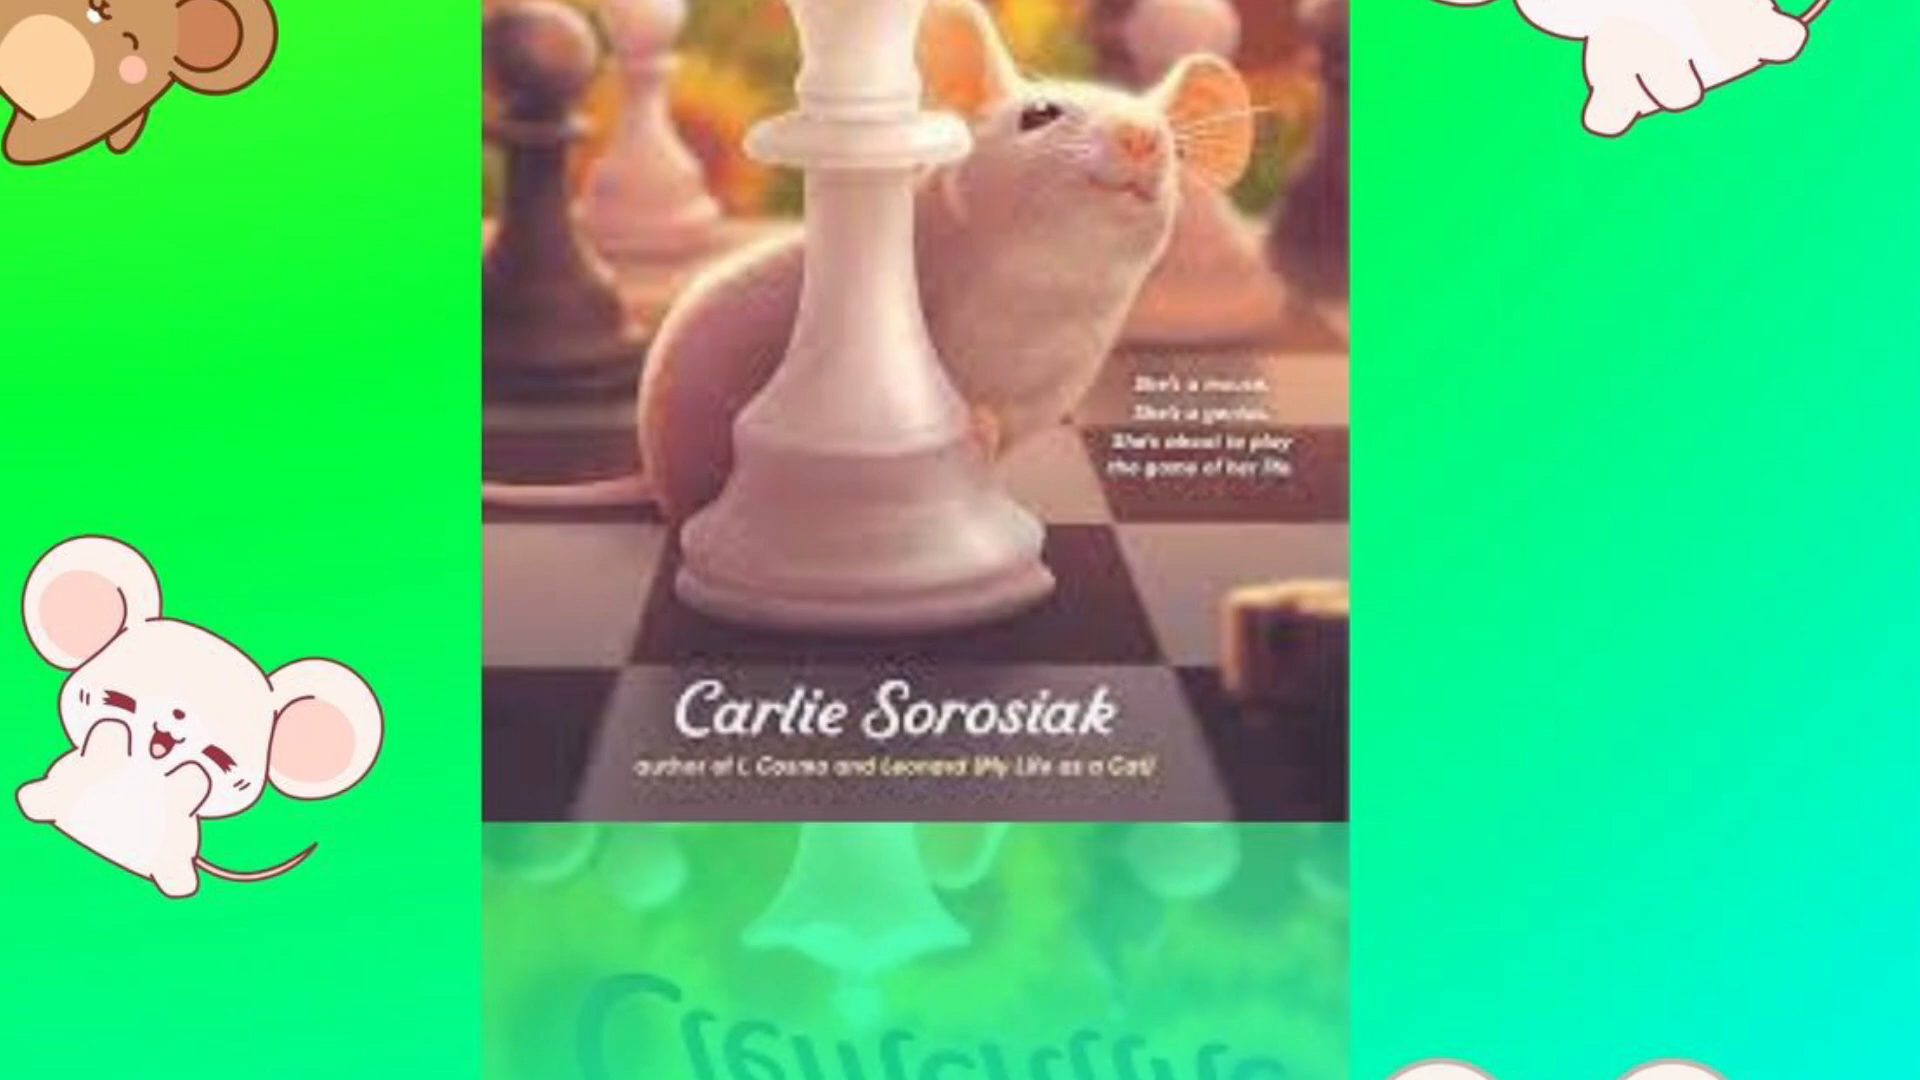 She's a mouse.
She's a genius.
She's about to play
the game of her life.
Carlie Sorosiak
author of I, Cosmo and Leonard (My Life as a Cat)